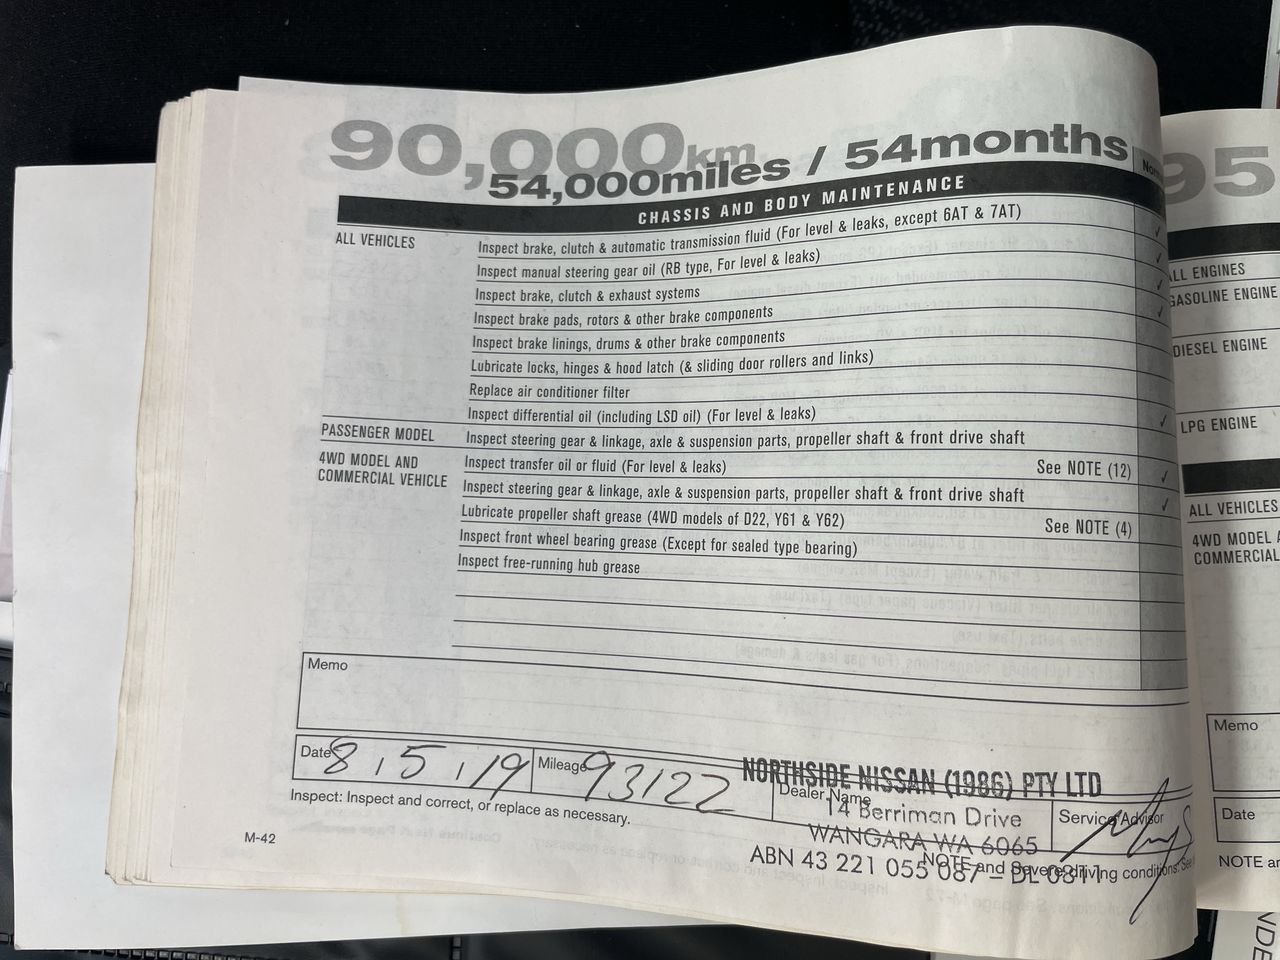 90,000km
54,000miles / 54months
CHASSIS AND BODY MAINTENANCE
ALL VEHICLES
Inspect brake, clutch & automatic transmission fluid (For level & leaks, except 6AT & 7AT) ✓
Inspect manual steering gear oil (RB type, For level & leaks) ✓
Inspect brake, clutch & exhaust systems ✓
Inspect brake pads, rotors & other brake components ✓
Inspect brake linings, drums & other brake components
Lubricate locks, hinges & hood latch (& sliding door rollers and links)
Replace air conditioner filter
Inspect differential oil (including LSD oil) (For level & leaks) ✓
PASSENGER MODEL
Inspect steering gear & linkage, axle & suspension parts, propeller shaft & front drive shaft
4WD MODEL AND
COMMERCIAL VEHICLE
Inspect transfer oil or fluid (For level & leaks) See NOTE (12) ✓
Inspect steering gear & linkage, axle & suspension parts, propeller shaft & front drive shaft ✓
Lubricate propeller shaft grease (4WD models of D22, Y61 & Y62) See NOTE (4)
Inspect front wheel bearing grease (Except for sealed type bearing)
Inspect free-running hub grease
Memo
Date 8, 5, 19
Mileage 93122
Dealer Name
NORTHSIDE NISSAN (1986) PTY LTD
14 Berriman Drive
WANGARA WA 6065
ABN 43 221 055 087 – DL 0811
Service Advisor
Inspect: Inspect and correct, or replace as necessary.
NOTE and Severe driving conditions: See
M-42
95
ALL ENGINES
GASOLINE ENGINE
DIESEL ENGINE
LPG ENGINE
ALL VEHICLES
4WD MODEL
COMMERCIAL
Memo
Date